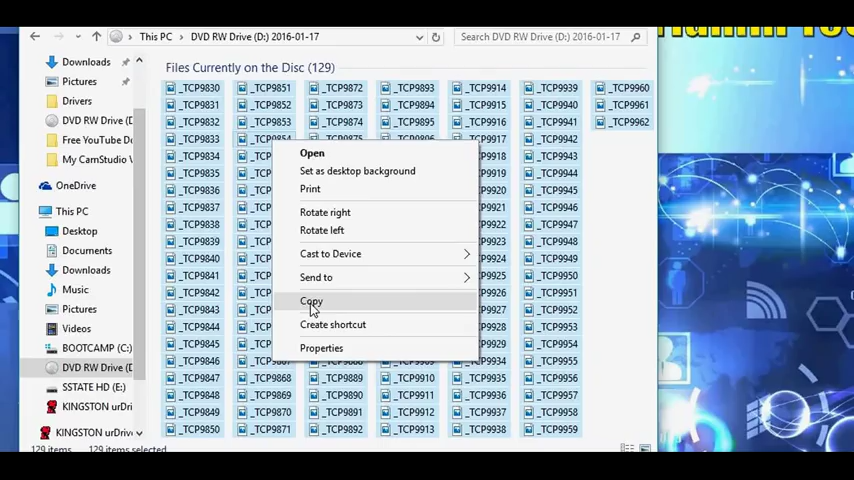 This PC > DVD RW Drive (D:) 2016-01-17
Search DVD RW Drive (D:) 2016-01-17
Files Currently on the Disc (129)
Downloads
Pictures
Drivers
DVD RW Drive (D
Free YouTube Do
My CamStudio V
OneDrive
This PC
Desktop
Documents
Downloads
Music
Pictures
Videos
BOOTCAMP (C:)
DVD RW Drive (D
SSTATE HD (E:)
KINGSTON urDri
KINGSTON urDrive
_TCP9830 _TCP9851 _TCP9872 _TCP9893 _TCP9914 _TCP9939 _TCP9960
_TCP9831 _TCP9852 _TCP9873 _TCP9894 _TCP9915 _TCP9940 _TCP9961
_TCP9832 _TCP9853 _TCP9874 _TCP9895 _TCP9916 _TCP9941 _TCP9962
_TCP9833 _TCP9854 _TCP9875 _TCP9896 _TCP9917 _TCP9942
_TCP9834 _TCP9918 _TCP9943
_TCP9835 _TCP9919 _TCP9944
_TCP9836 _TCP9920 _TCP9945
_TCP9837 _TCP9921 _TCP9946
_TCP9838 _TCP9922 _TCP9947
_TCP9839 _TCP9923 _TCP9948
_TCP9840 _TCP9924 _TCP9949
_TCP9841 _TCP9925 _TCP9950
_TCP9842 _TCP9926 _TCP9951
_TCP9843 _TCP9927 _TCP9952
_TCP9844 _TCP9928 _TCP9953
_TCP9845 _TCP9929 _TCP9954
_TCP9846 _TCP9867 _TCP9888 _TCP9909 _TCP9934 _TCP9955
_TCP9847 _TCP9868 _TCP9889 _TCP9910 _TCP9935 _TCP9956
_TCP9848 _TCP9869 _TCP9890 _TCP9911 _TCP9936 _TCP9957
_TCP9849 _TCP9870 _TCP9891 _TCP9912 _TCP9937 _TCP9958
_TCP9850 _TCP9871 _TCP9892 _TCP9913 _TCP9938 _TCP9959
Open
Set as desktop background
Print
Rotate right
Rotate left
Cast to Device
Send to
Copy
Create shortcut
Properties
129 items 129 items selected